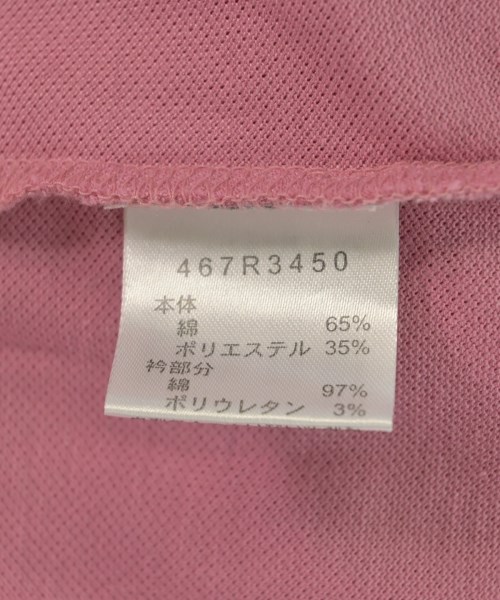 467R3450
本体
綿 65%
ポリエステル 35%
衿部分
綿 97%
ポリウレタン 3%